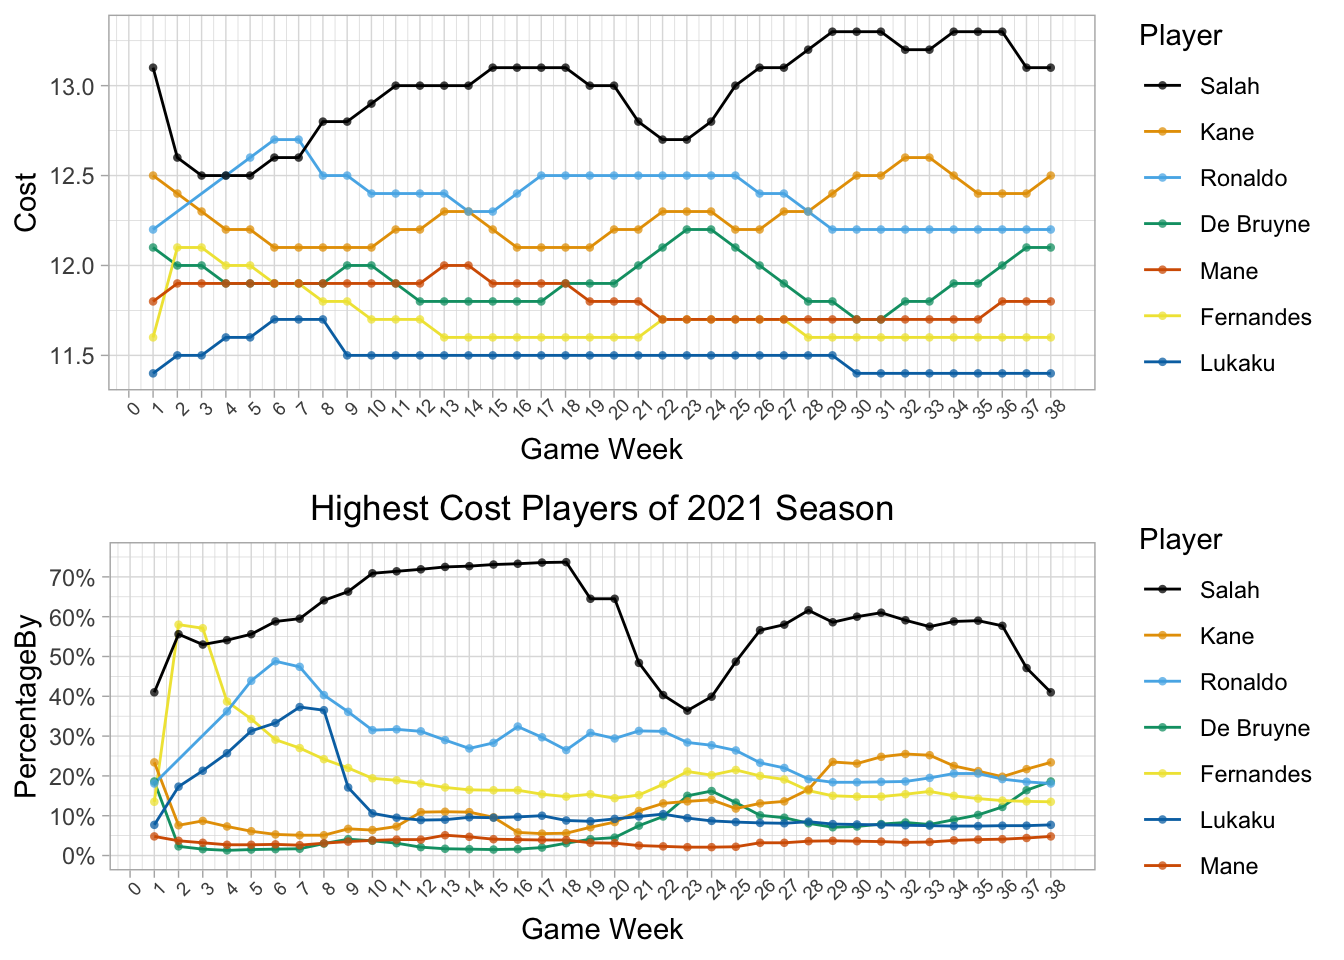 Player
Salah
Kane
Ronaldo
De Bruyne
Mane
Fernandes
Lukaku
Cost
13.0
12.5
12.0
11.5
0 1 2 3 4 5 6 7 8 9 10 11 12 13 14 15 16 17 18 19 20 21 22 23 24 25 26 27 28 29 30 31 32 33 34 35 36 37 38
Game Week
Highest Cost Players of 2021 Season
Player
Salah
Kane
Ronaldo
De Bruyne
Fernandes
Lukaku
Mane
PercentageBy
70%
60%
50%
40%
30%
20%
10%
0%
0 1 2 3 4 5 6 7 8 9 10 11 12 13 14 15 16 17 18 19 20 21 22 23 24 25 26 27 28 29 30 31 32 33 34 35 36 37 38
Game Week